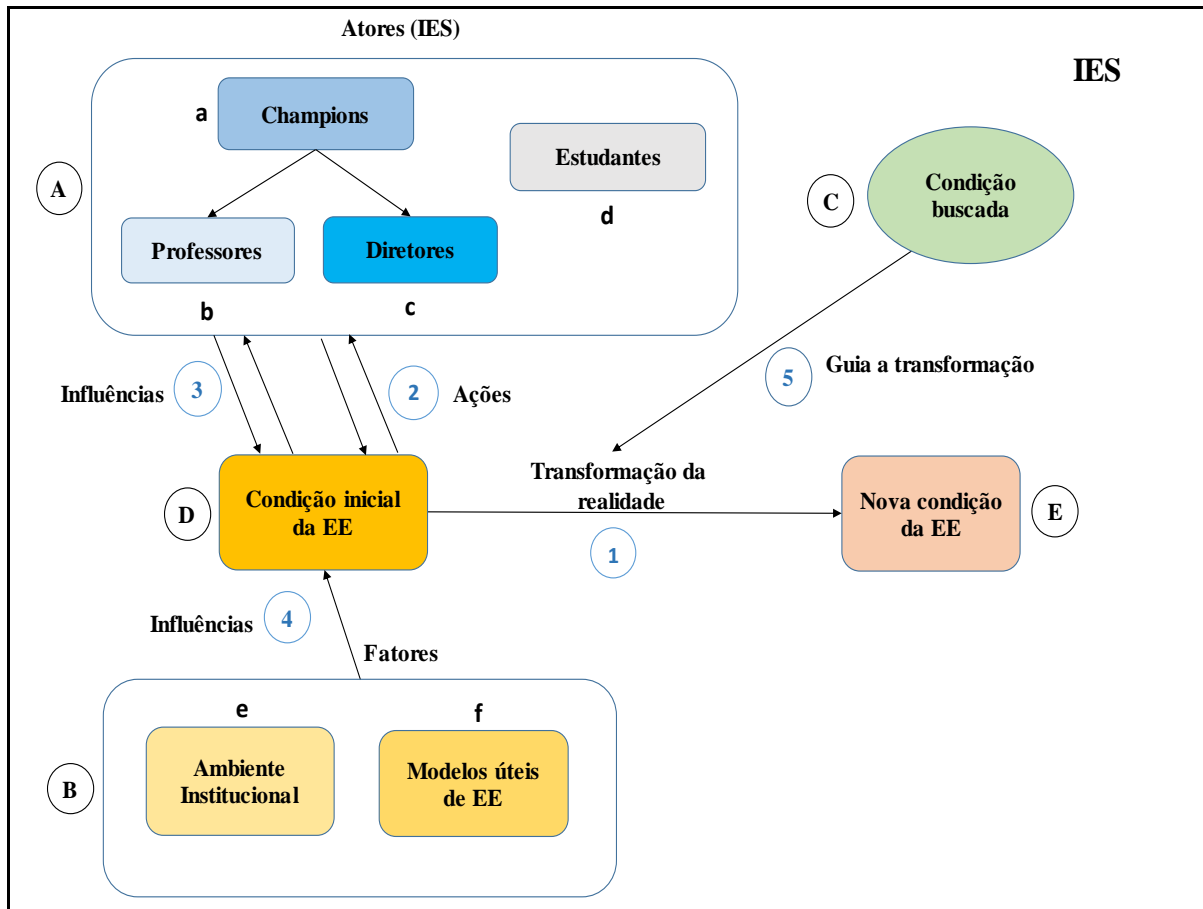 Atores (IES)
IES
a
Champions
Estudantes
d
A
Professores
Diretores
b
c
C
Condição
buscada
Influências
3
2
Ações
5
Guia a transformação
D
Condição inicial
da EE
Transformação da
realidade
1
Nova condição
da EE
E
Influências
4
Fatores
e
f
B
Ambiente
Institucional
Modelos úteis
de EE